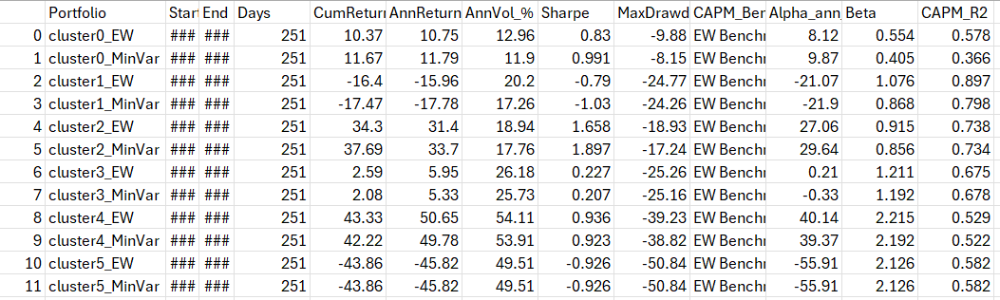 Portfolio Start End Days CumReturn AnnReturn AnnVol_% Sharpe MaxDrawd CAPM_Ben Alpha_ann Beta CAPM_R2
0 cluster0_EW ### ### 251 10.37 10.75 12.96 0.83 -9.88 EW Bench 8.12 0.554 0.578
1 cluster0_MinVar ### ### 251 11.67 11.79 11.9 0.991 -8.15 EW Bench 9.87 0.405 0.366
2 cluster1_EW ### ### 251 -16.4 -15.96 20.2 -0.79 -24.77 EW Bench -21.07 1.076 0.897
3 cluster1_MinVar ### ### 251 -17.47 -17.78 17.26 -1.03 -24.26 EW Bench -21.9 0.868 0.798
4 cluster2_EW ### ### 251 34.3 31.4 18.94 1.658 -18.93 EW Bench 27.06 0.915 0.738
5 cluster2_MinVar ### ### 251 37.69 33.7 17.76 1.897 -17.24 EW Bench 29.64 0.856 0.734
6 cluster3_EW ### ### 251 2.59 5.95 26.18 0.227 -25.26 EW Bench 0.21 1.211 0.675
7 cluster3_MinVar ### ### 251 2.08 5.33 25.73 0.207 -25.16 EW Bench -0.33 1.192 0.678
8 cluster4_EW ### ### 251 43.33 50.65 54.11 0.936 -39.23 EW Bench 40.14 2.215 0.529
9 cluster4_MinVar ### ### 251 42.22 49.78 53.91 0.923 -38.82 EW Bench 39.37 2.192 0.522
10 cluster5_EW ### ### 251 -43.86 -45.82 49.51 -0.926 -50.84 EW Bench -55.91 2.126 0.582
11 cluster5_MinVar ### ### 251 -43.86 -45.82 49.51 -0.926 -50.84 EW Bench -55.91 2.126 0.582